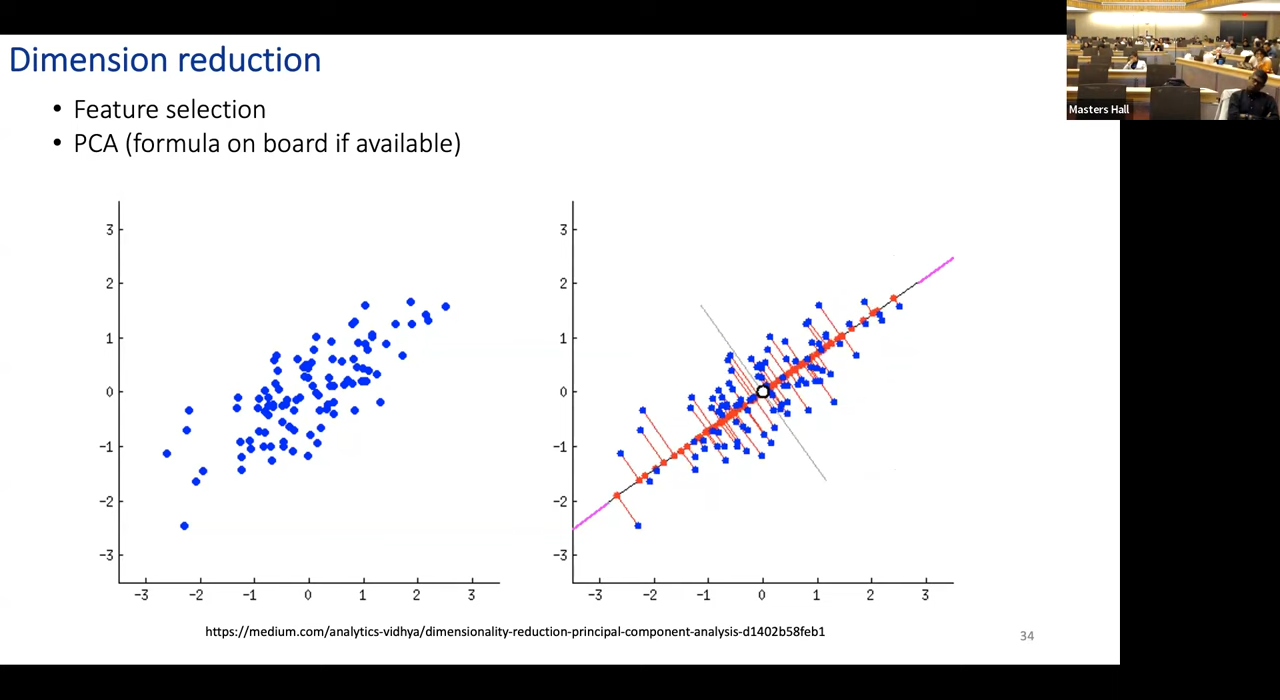 Dimension reduction
• Feature selection
• PCA (formula on board if available)
Masters Hall
3
2
1
0
-1
-2
-3
-3 -2 -1 0 1 2 3
3
2
1
0
-1
-2
-3
-3 -2 -1 0 1 2 3
https://medium.com/analytics-vidhya/dimensionality-reduction-principal-component-analysis-d1402b58feb1
34